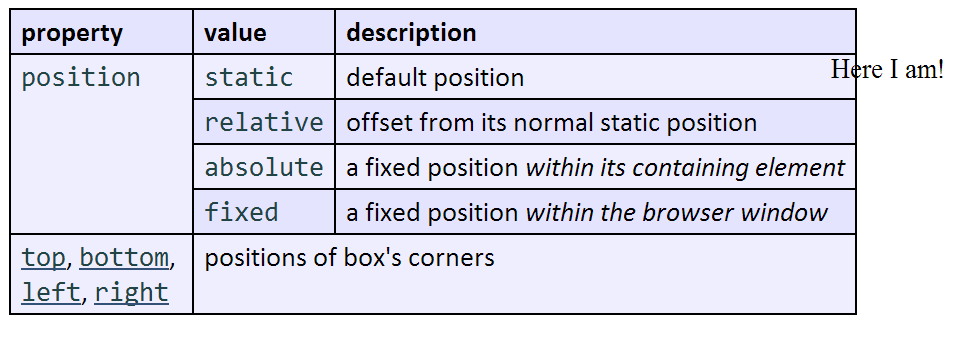 property value description
position static default position
Here I am!
relative offset from its normal static position
absolute a fixed position within its containing element
fixed a fixed position within the browser window
top, bottom,
left, right
positions of box's corners